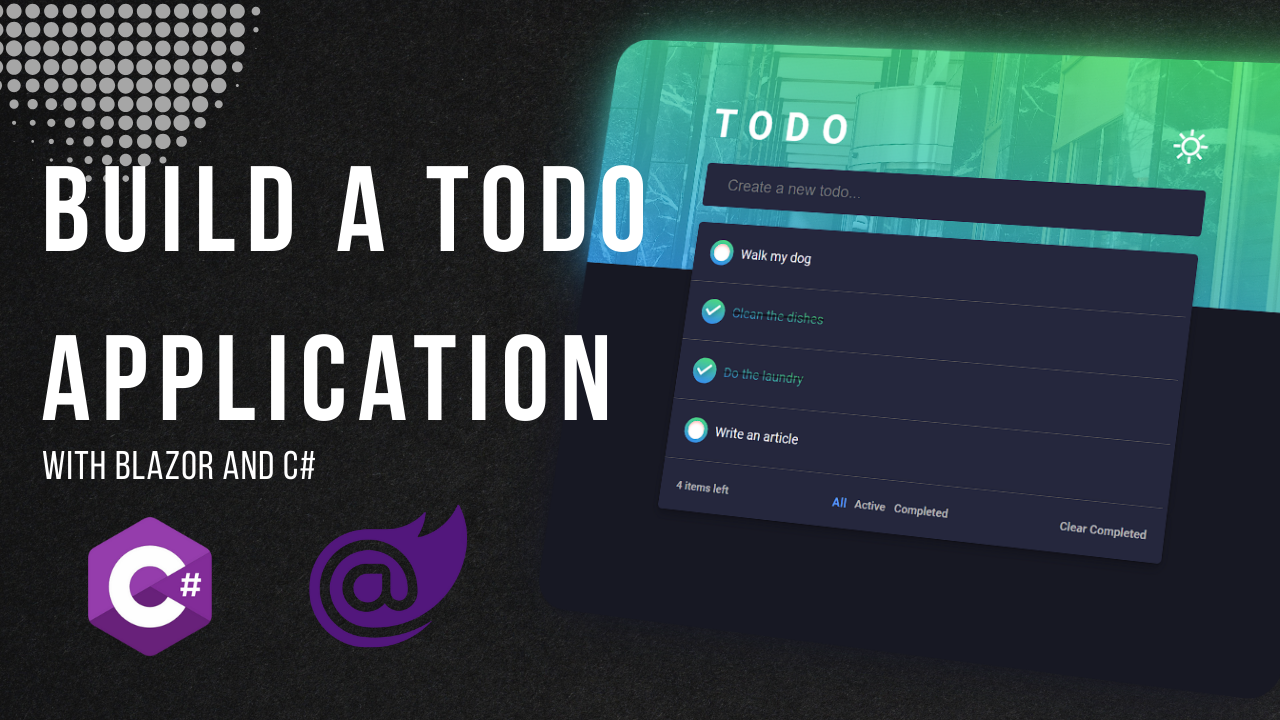 BUILD A TODO
APPLICATION
WITH BLAZOR AND C#
C#
@
TODO
Create a new todo...
Walk my dog
Clean the dishes
Do the laundry
Write an article
4 items left
All Active Completed
Clear Completed